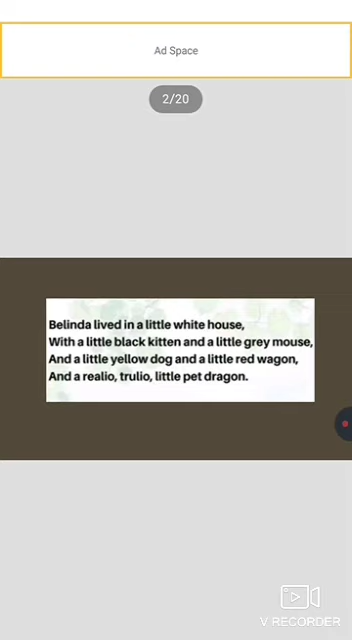 Ad Space
2/20
Belinda lived in a little white house,
With a little black kitten and a little grey mouse,
And a little yellow dog and a little red wagon,
And a realio, trulio, little pet dragon.
V RECORDER